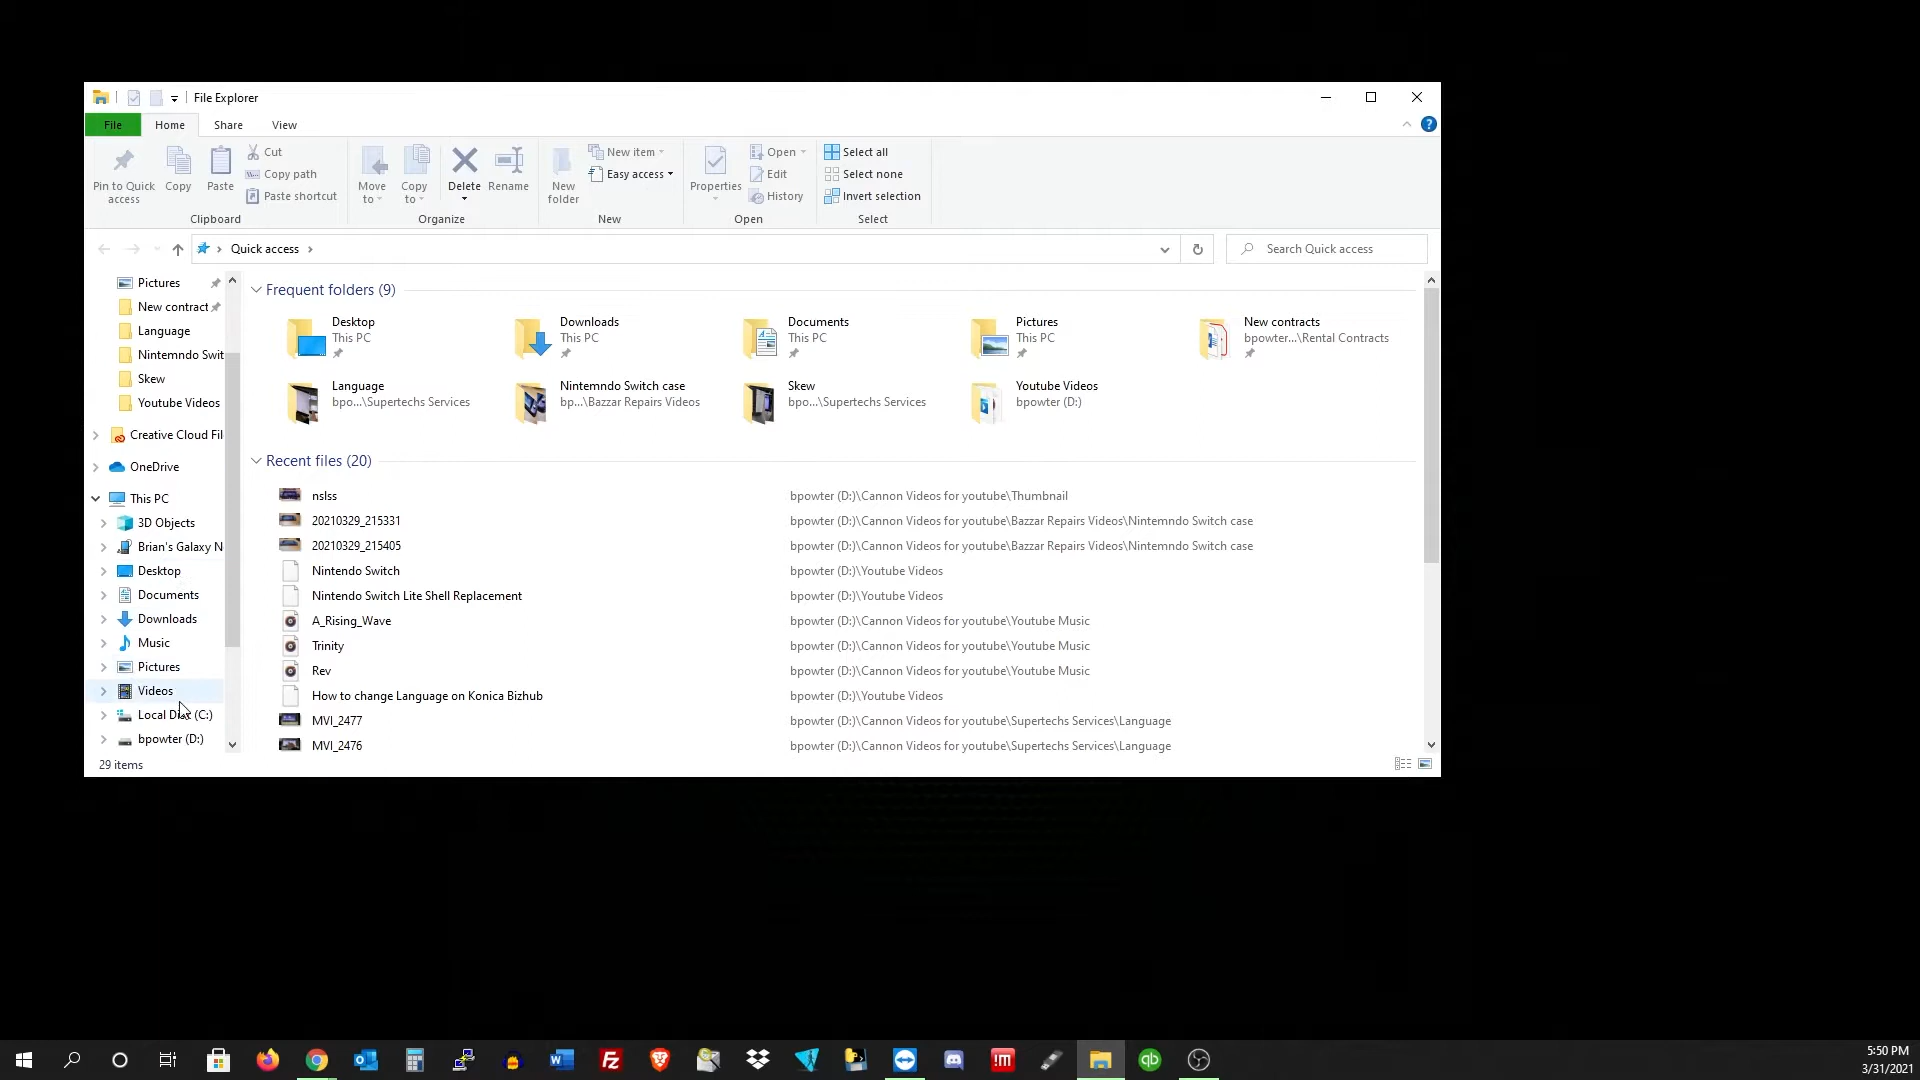 File Explorer
File Home Share View
Pin to Quick access
Copy
Paste
Cut
Copy path
Paste shortcut
Clipboard
Move to
Copy to
Delete
Rename
Organize
New folder
New item
Easy access
New
Properties
Open
Edit
History
Open
Select all
Select none
Invert selection
Select
Quick access
Search Quick access
Pictures
New contract
Language
Nintemndo Swit
Skew
Youtube Videos
Creative Cloud Fil
OneDrive
This PC
3D Objects
Brian's Galaxy N
Desktop
Documents
Downloads
Music
Pictures
Videos
Local Disk (C:)
bpowter (D:)
Frequent folders (9)
Desktop
This PC
Downloads
This PC
Documents
This PC
Pictures
This PC
New contracts
bpowter...\Rental Contracts
Language
bpo...\Supertechs Services
Nintemndo Switch case
bp...\Bazzar Repairs Videos
Skew
bpo...\Supertechs Services
Youtube Videos
bpowter (D:)
Recent files (20)
nslss bpowter (D:)\Cannon Videos for youtube\Thumbnail
20210329_215331 bpowter (D:)\Cannon Videos for youtube\Bazzar Repairs Videos\Nintemndo Switch case
20210329_215405 bpowter (D:)\Cannon Videos for youtube\Bazzar Repairs Videos\Nintemndo Switch case
Nintendo Switch bpowter (D:)\Youtube Videos
Nintendo Switch Lite Shell Replacement bpowter (D:)\Youtube Videos
A_Rising_Wave bpowter (D:)\Cannon Videos for youtube\Youtube Music
Trinity bpowter (D:)\Cannon Videos for youtube\Youtube Music
Rev bpowter (D:)\Cannon Videos for youtube\Youtube Music
How to change Language on Konica Bizhub bpowter (D:)\Youtube Videos
MVI_2477 bpowter (D:)\Cannon Videos for youtube\Supertechs Services\Language
MVI_2476 bpowter (D:)\Cannon Videos for youtube\Supertechs Services\Language
29 items
5:50 PM
3/31/2021